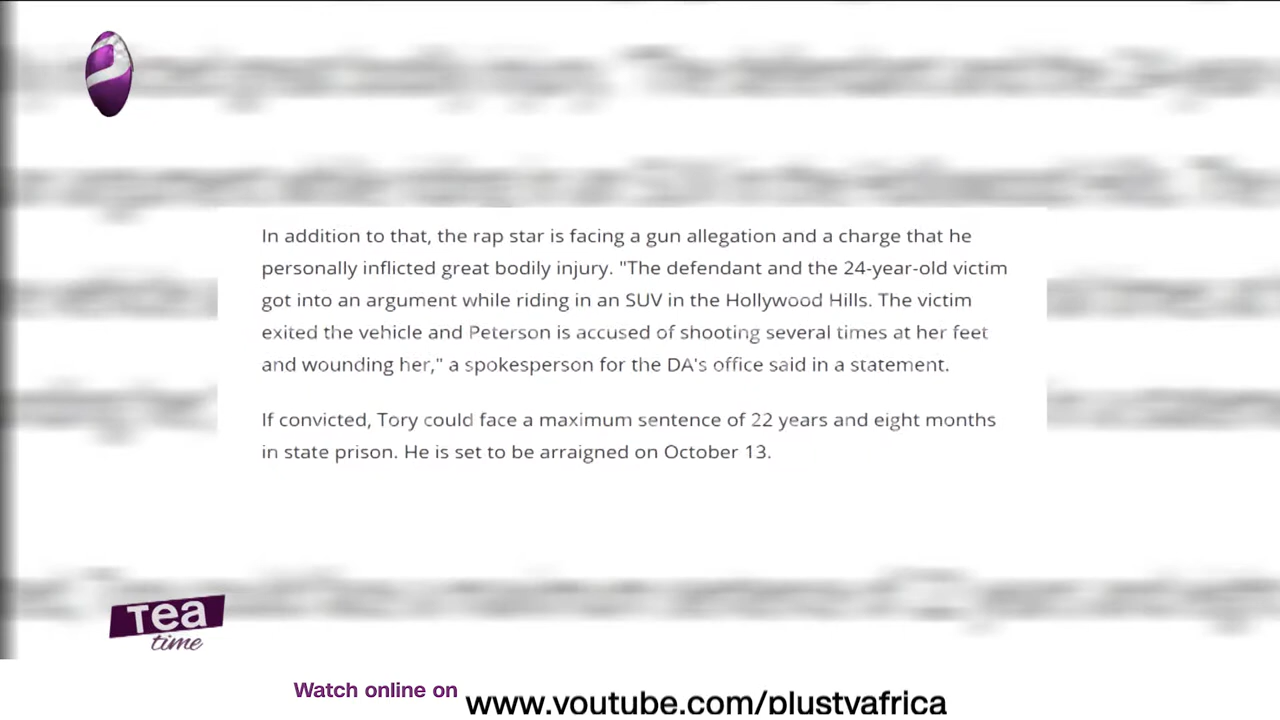 In addition to that, the rap star is facing a gun allegation and a charge that he
personally inflicted great bodily injury. "The defendant and the 24-year-old victim
got into an argument while riding in an SUV in the Hollywood Hills. The victim
exited the vehicle and Peterson is accused of shooting several times at her feet
and wounding her," a spokesperson for the DA's office said in a statement.
If convicted, Tory could face a maximum sentence of 22 years and eight months
in state prison. He is set to be arraigned on October 13.
Tea
time
Watch online on www.youtube.com/plustvafrica